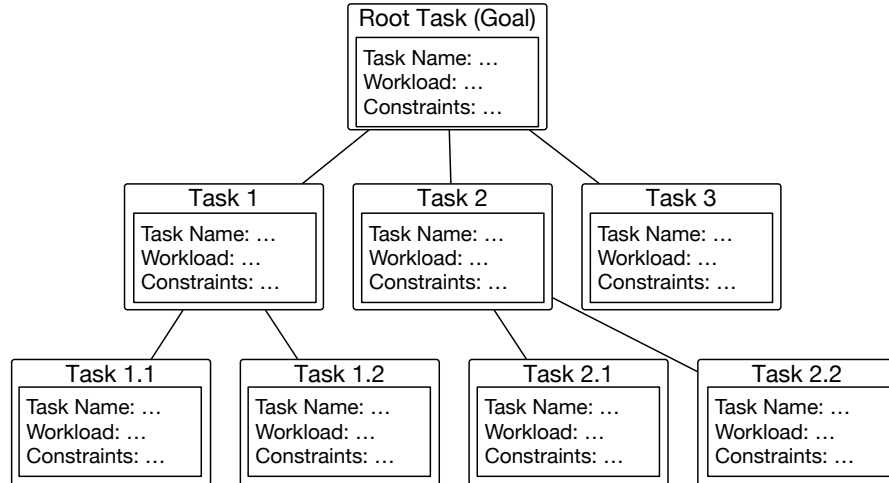 Root Task (Goal)
Task Name: …
Workload: …
Constraints: …
Task 1
Task Name: …
Workload: …
Constraints: …
Task 2
Task Name: …
Workload: …
Constraints: …
Task 3
Task Name: …
Workload: …
Constraints: …
Task 1.1
Task Name: …
Workload: …
Constraints: …
Task 1.2
Task Name: …
Workload: …
Constraints: …
Task 2.1
Task Name: …
Workload: …
Constraints: …
Task 2.2
Task Name: …
Workload: …
Constraints: …